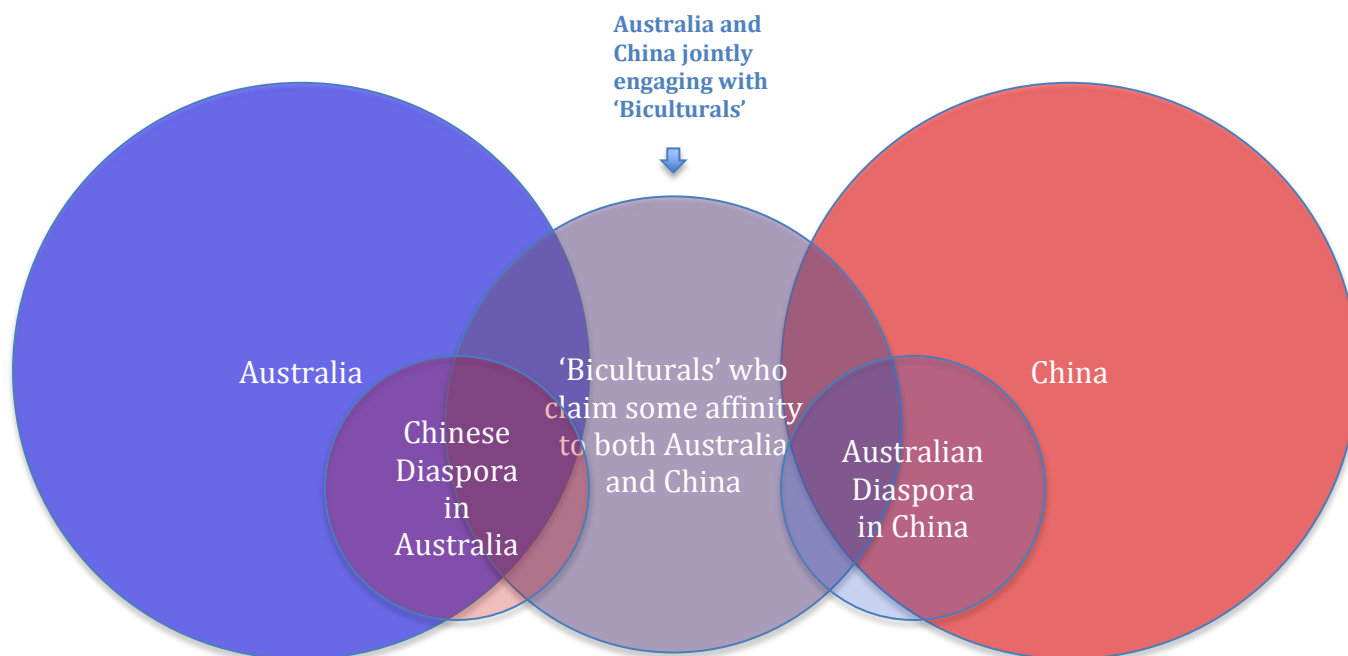 Australia and
China jointly
engaging with
‘Biculturals’
Australia
Chinese
Diaspora
in
Australia
‘Biculturals’ who
claim some affinity
to both Australia
and China
Australian
Diaspora
in China
China